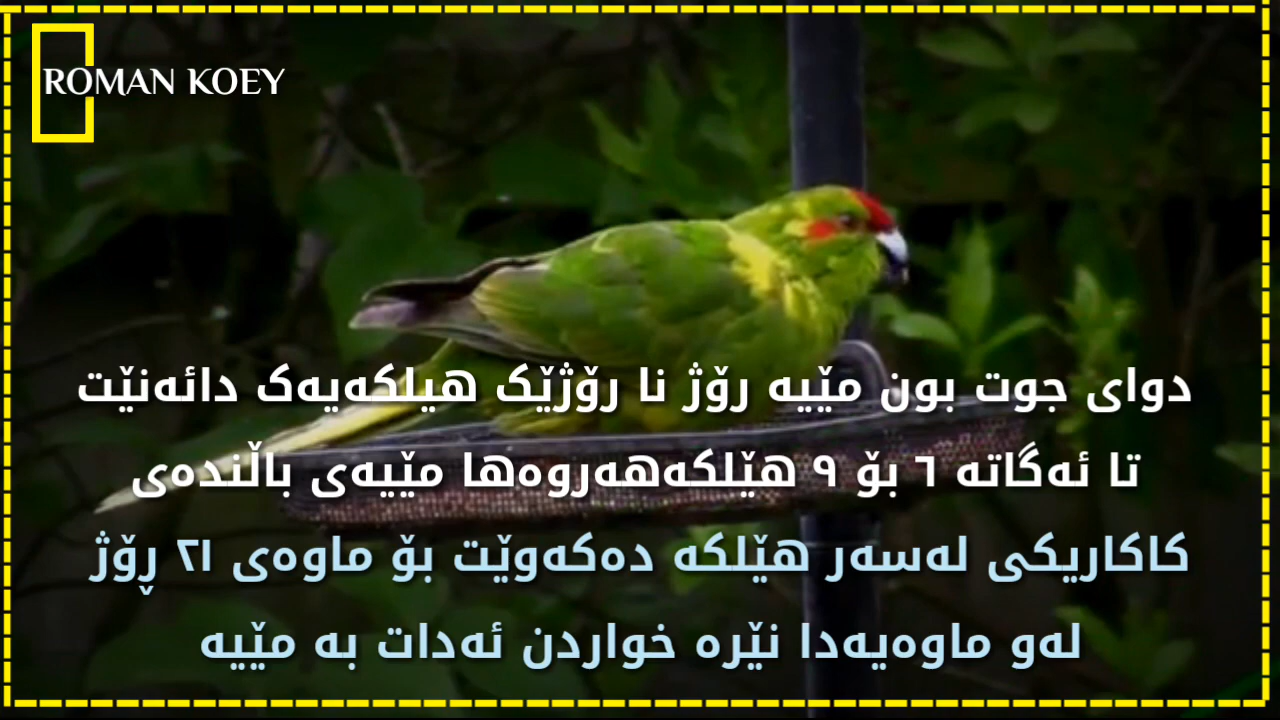 ROMAN KOEY
دوای جوت بون مێیە رۆژ نا رۆژێک هیلکەیەک دائەنێت
تا ئەگاتە ٦ بۆ ٩ هێلکەهەروەها مێیەی باڵندەی
کاکاریکی لەسەر هێلکە دەکەوێت بۆ ماوەی ٢١ ڕۆژ
لەو ماوەیەدا نێرە خواردن ئەدات بە مێیە